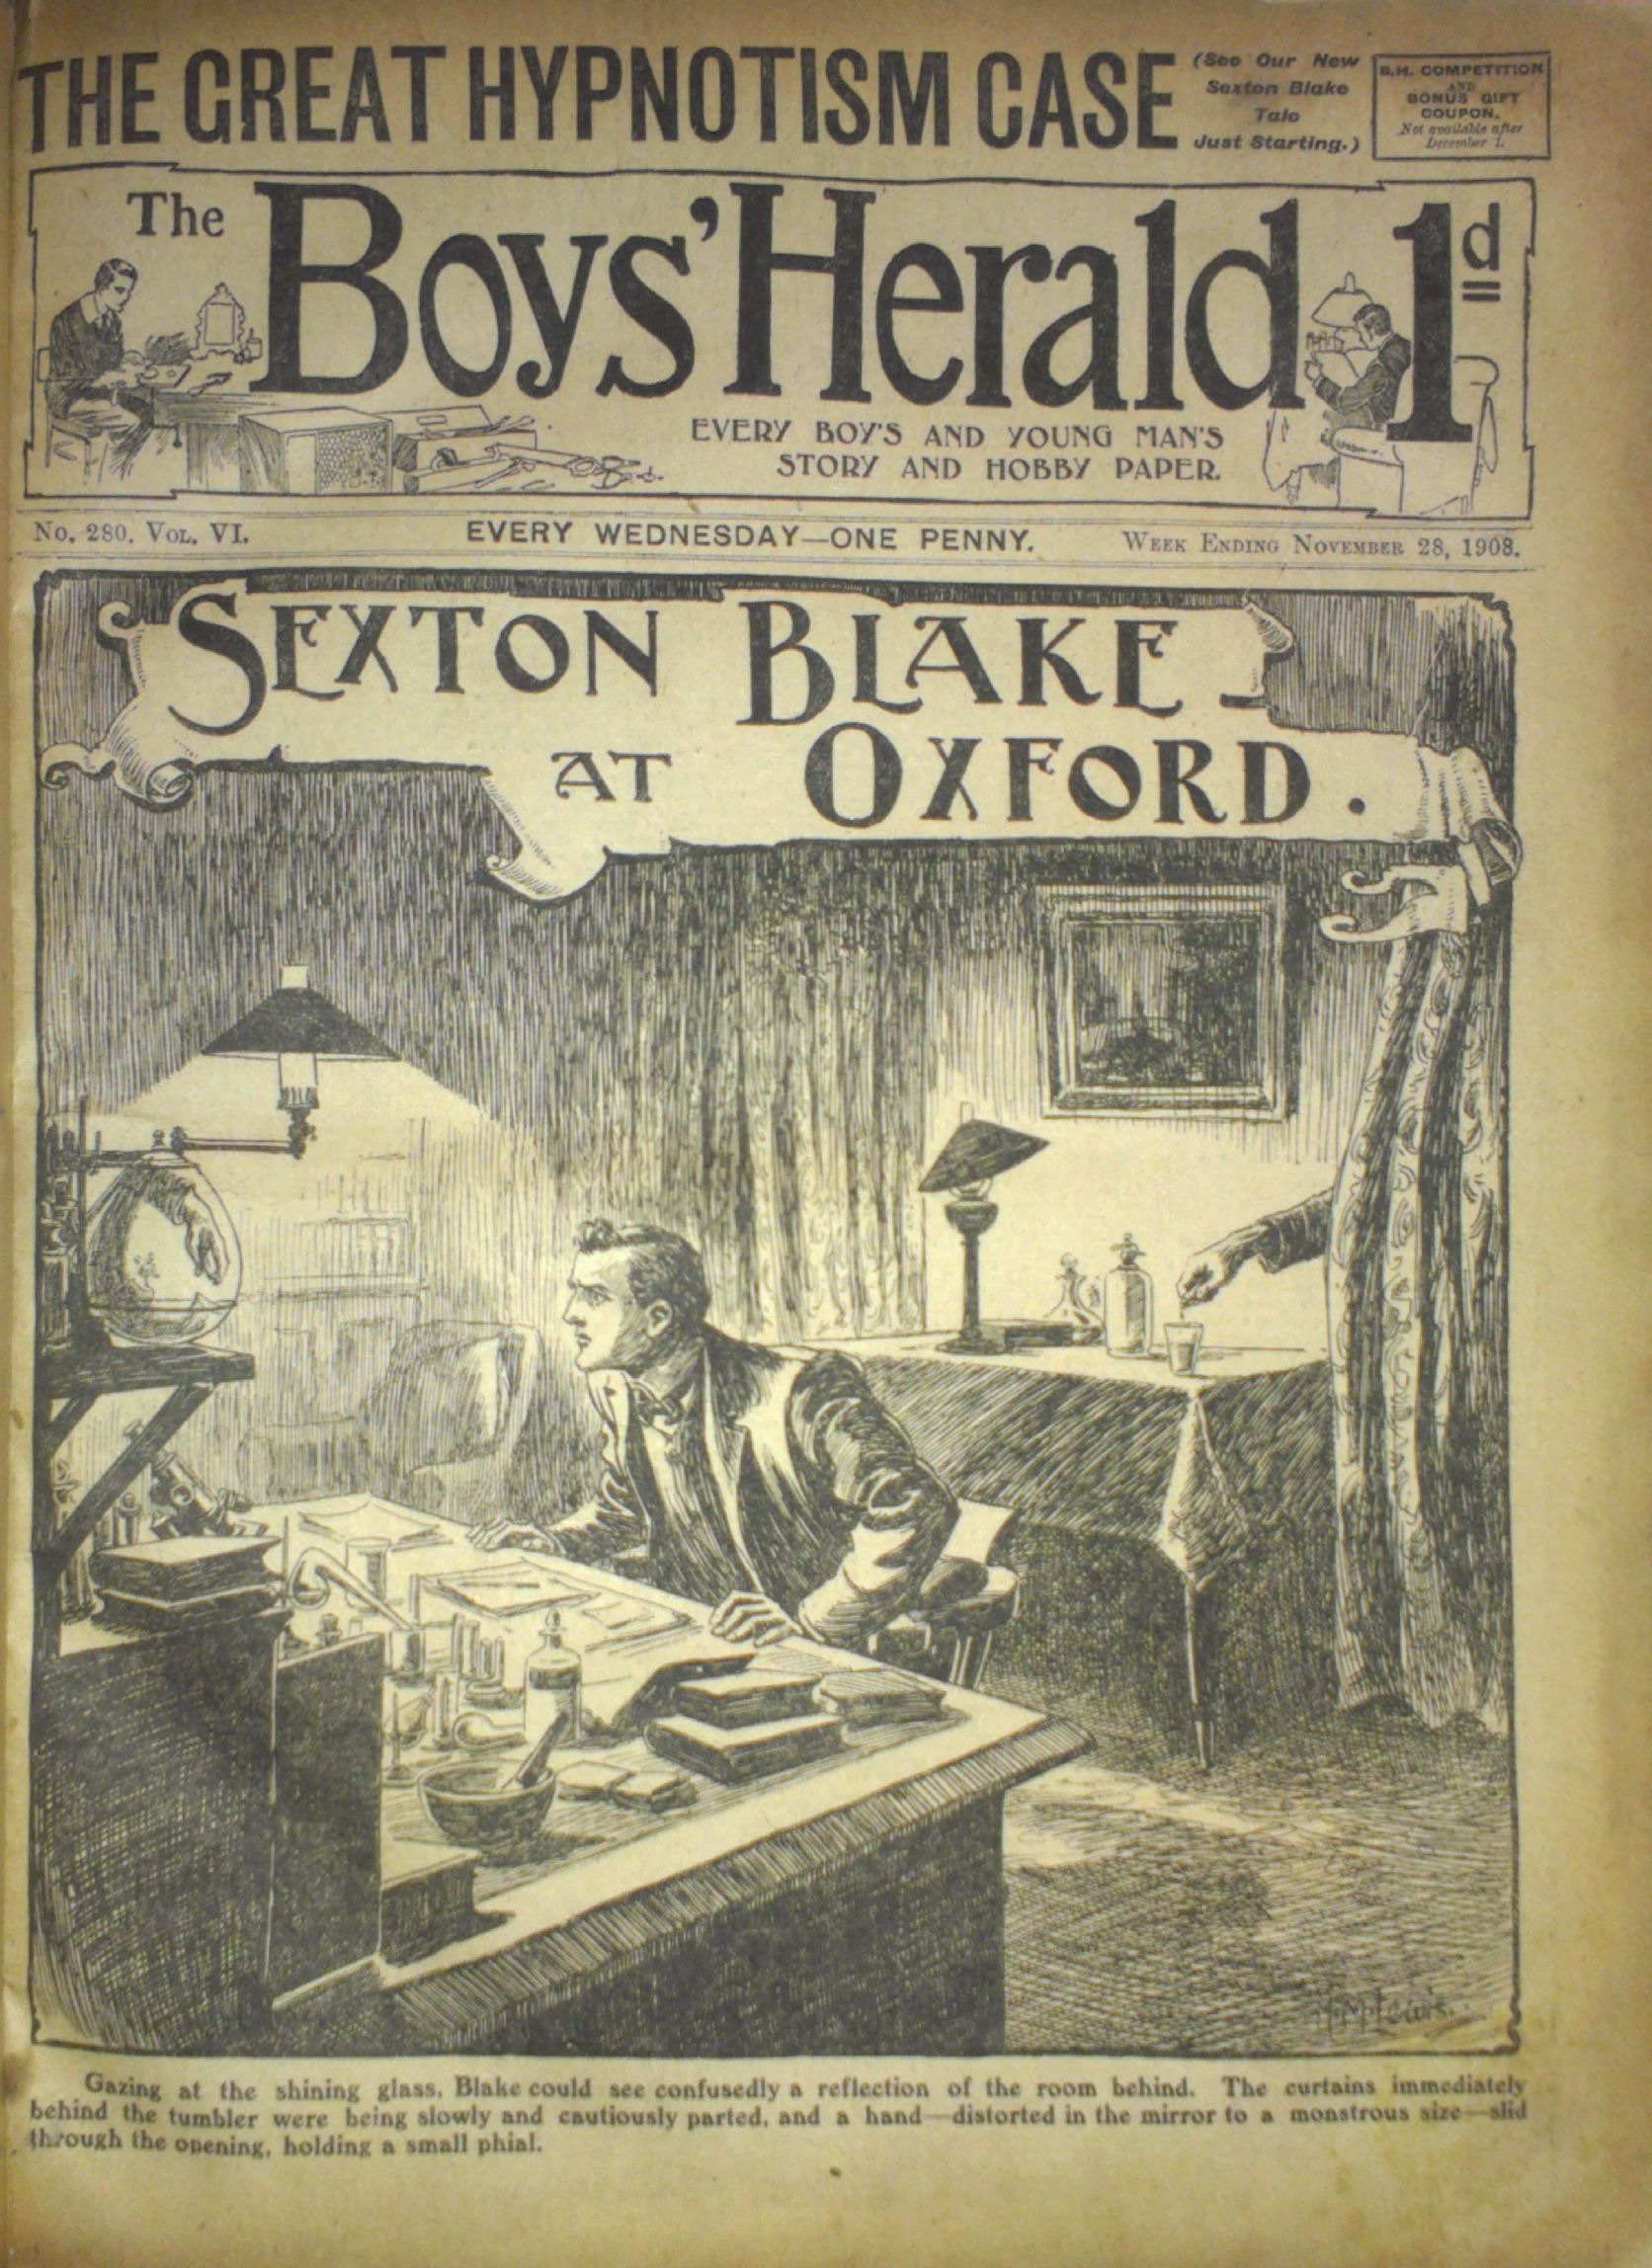 THE GREAT HYPNOTISM CASE
(See Our New
Sexton Blake
Tale
Just Starting.)
B.H. COMPETITION
AND
BONUS GIFT
COUPON.
Not available after
December 1.
The Boys' Herald 1d
EVERY BOY'S AND YOUNG MAN'S
STORY AND HOBBY PAPER.
No. 280. Vol. VI.
EVERY WEDNESDAY—ONE PENNY.
Week Ending November 28, 1908.
SEXTON BLAKE
AT OXFORD.
Gazing at the shining glass, Blake could see confusedly a reflection of the room behind. The curtains immediately
behind the tumbler were being slowly and cautiously parted, and a hand—distorted in the mirror to a monstrous size—slid
through the opening, holding a small phial.